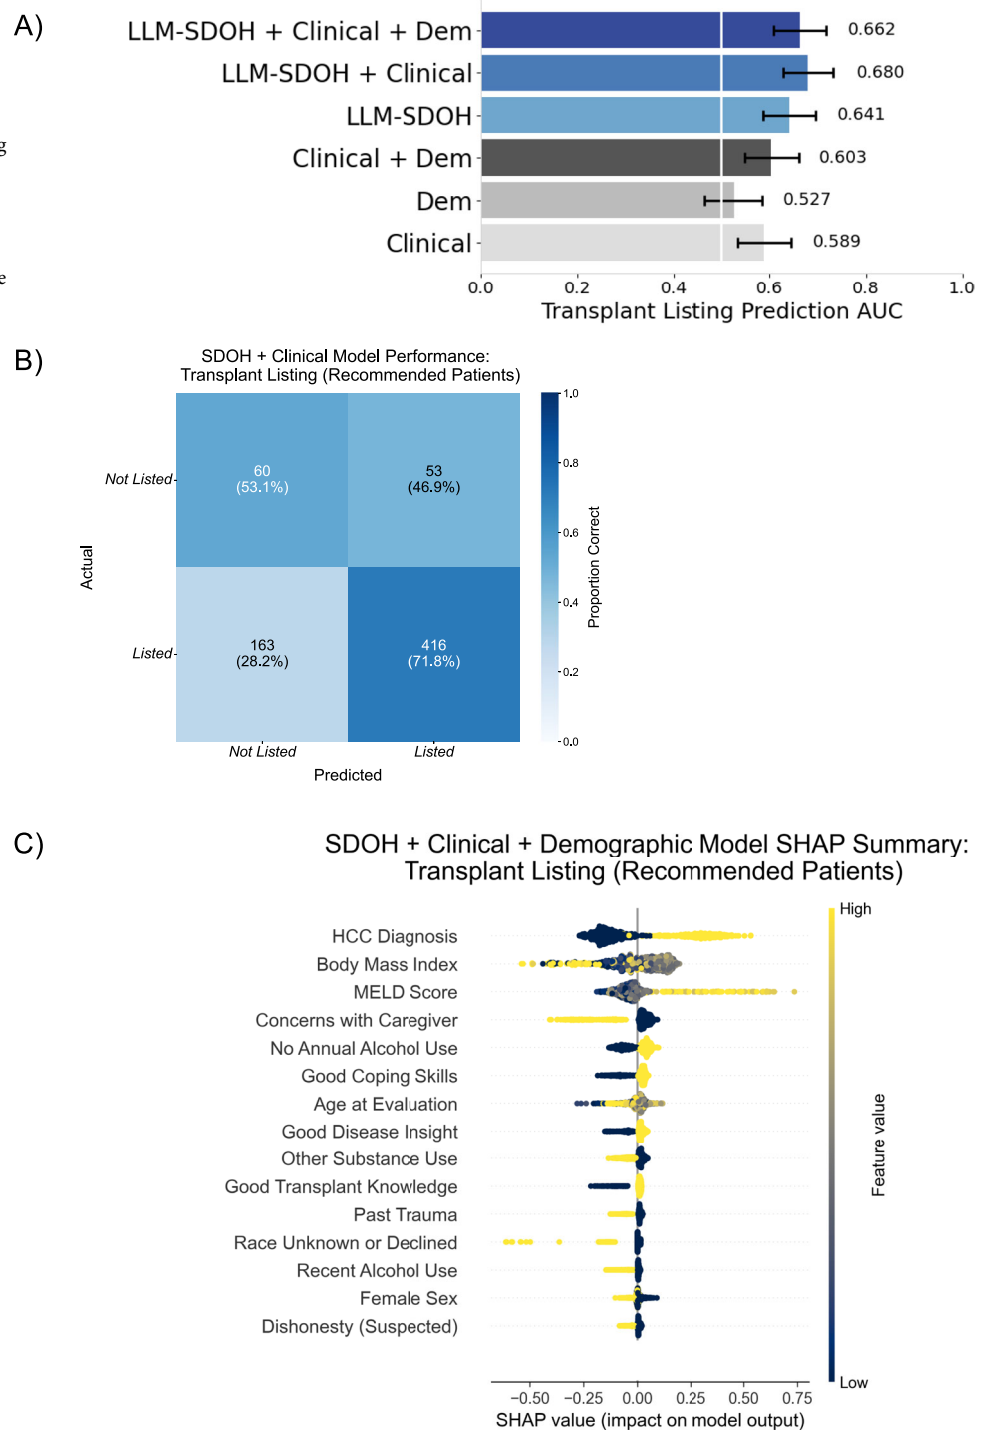 A)
LLM-SDOH + Clinical + Dem
0.662
LLM-SDOH + Clinical
0.680
LLM-SDOH
0.641
g
Clinical + Dem
0.603
Dem
0.527
Clinical
0.589
e
0.0 0.2 0.4 0.6 0.8 1.0
Transplant Listing Prediction AUC
B)
SDOH + Clinical Model Performance:
Transplant Listing (Recommended Patients)
Not Listed
60
(53.1%)
53
(46.9%)
Listed
163
(28.2%)
416
(71.8%)
Actual
Not Listed
Listed
Predicted
1.0
0.8
0.6
0.4
0.2
0.0
Proportion Correct
C)
SDOH + Clinical + Demographic Model SHAP Summary:
Transplant Listing (Recommended Patients)
HCC Diagnosis
Body Mass Index
MELD Score
Concerns with Caregiver
No Annual Alcohol Use
Good Coping Skills
Age at Evaluation
Good Disease Insight
Other Substance Use
Good Transplant Knowledge
Past Trauma
Race Unknown or Declined
Recent Alcohol Use
Female Sex
Dishonesty (Suspected)
−0.50 −0.25 0.00 0.25 0.50 0.75
SHAP value (impact on model output)
High
Low
Feature value